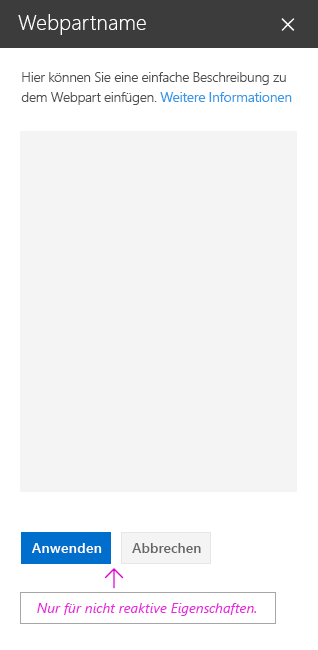 Webpartname
Hier können Sie eine einfache Beschreibung zu
dem Webpart einfügen. Weitere Informationen
Anwenden Abbrechen
Nur für nicht reaktive Eigenschaften.